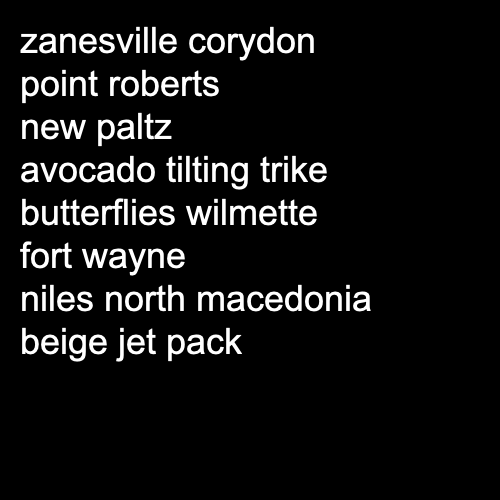 zanesville corydon
point roberts
new paltz
avocado tilting trike
butterflies wilmette
fort wayne
niles north macedonia
beige jet pack